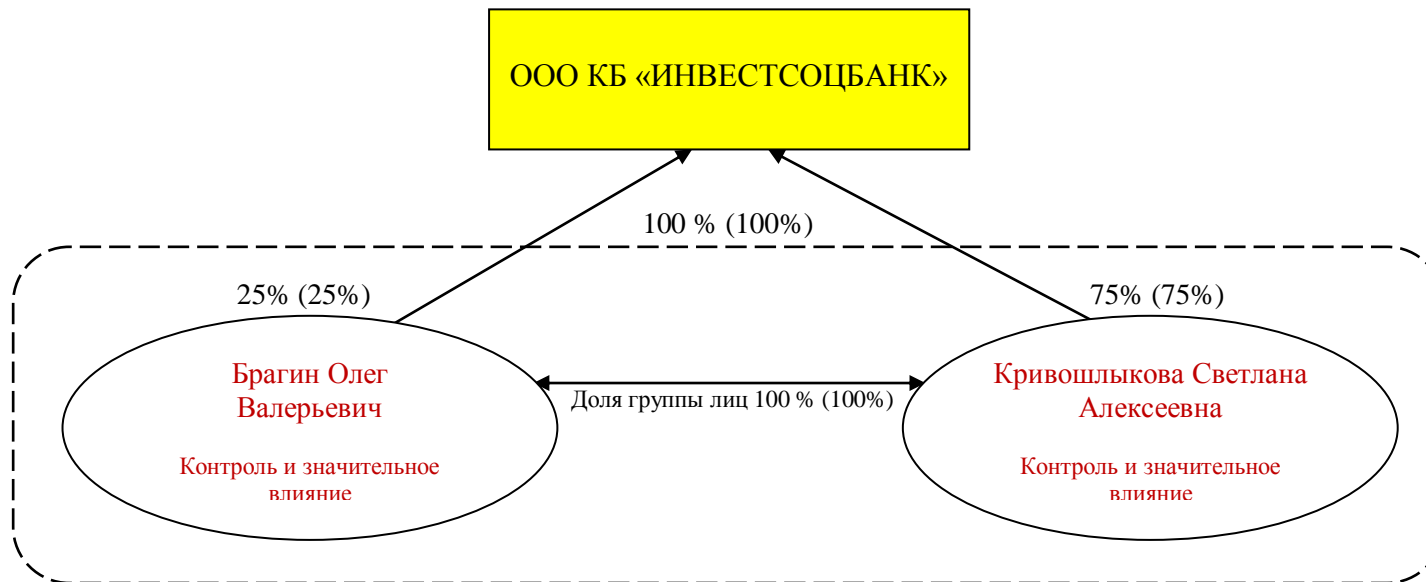 ООО КБ «ИНВЕСТСОЦБАНК»
100 % (100%)
25% (25%)
75% (75%)
Брагин Олег
Валерьевич
Контроль и значительное
влияние
Доля группы лиц 100 % (100%)
Кривошлыкова Светлана
Алексеевна
Контроль и значительное
влияние